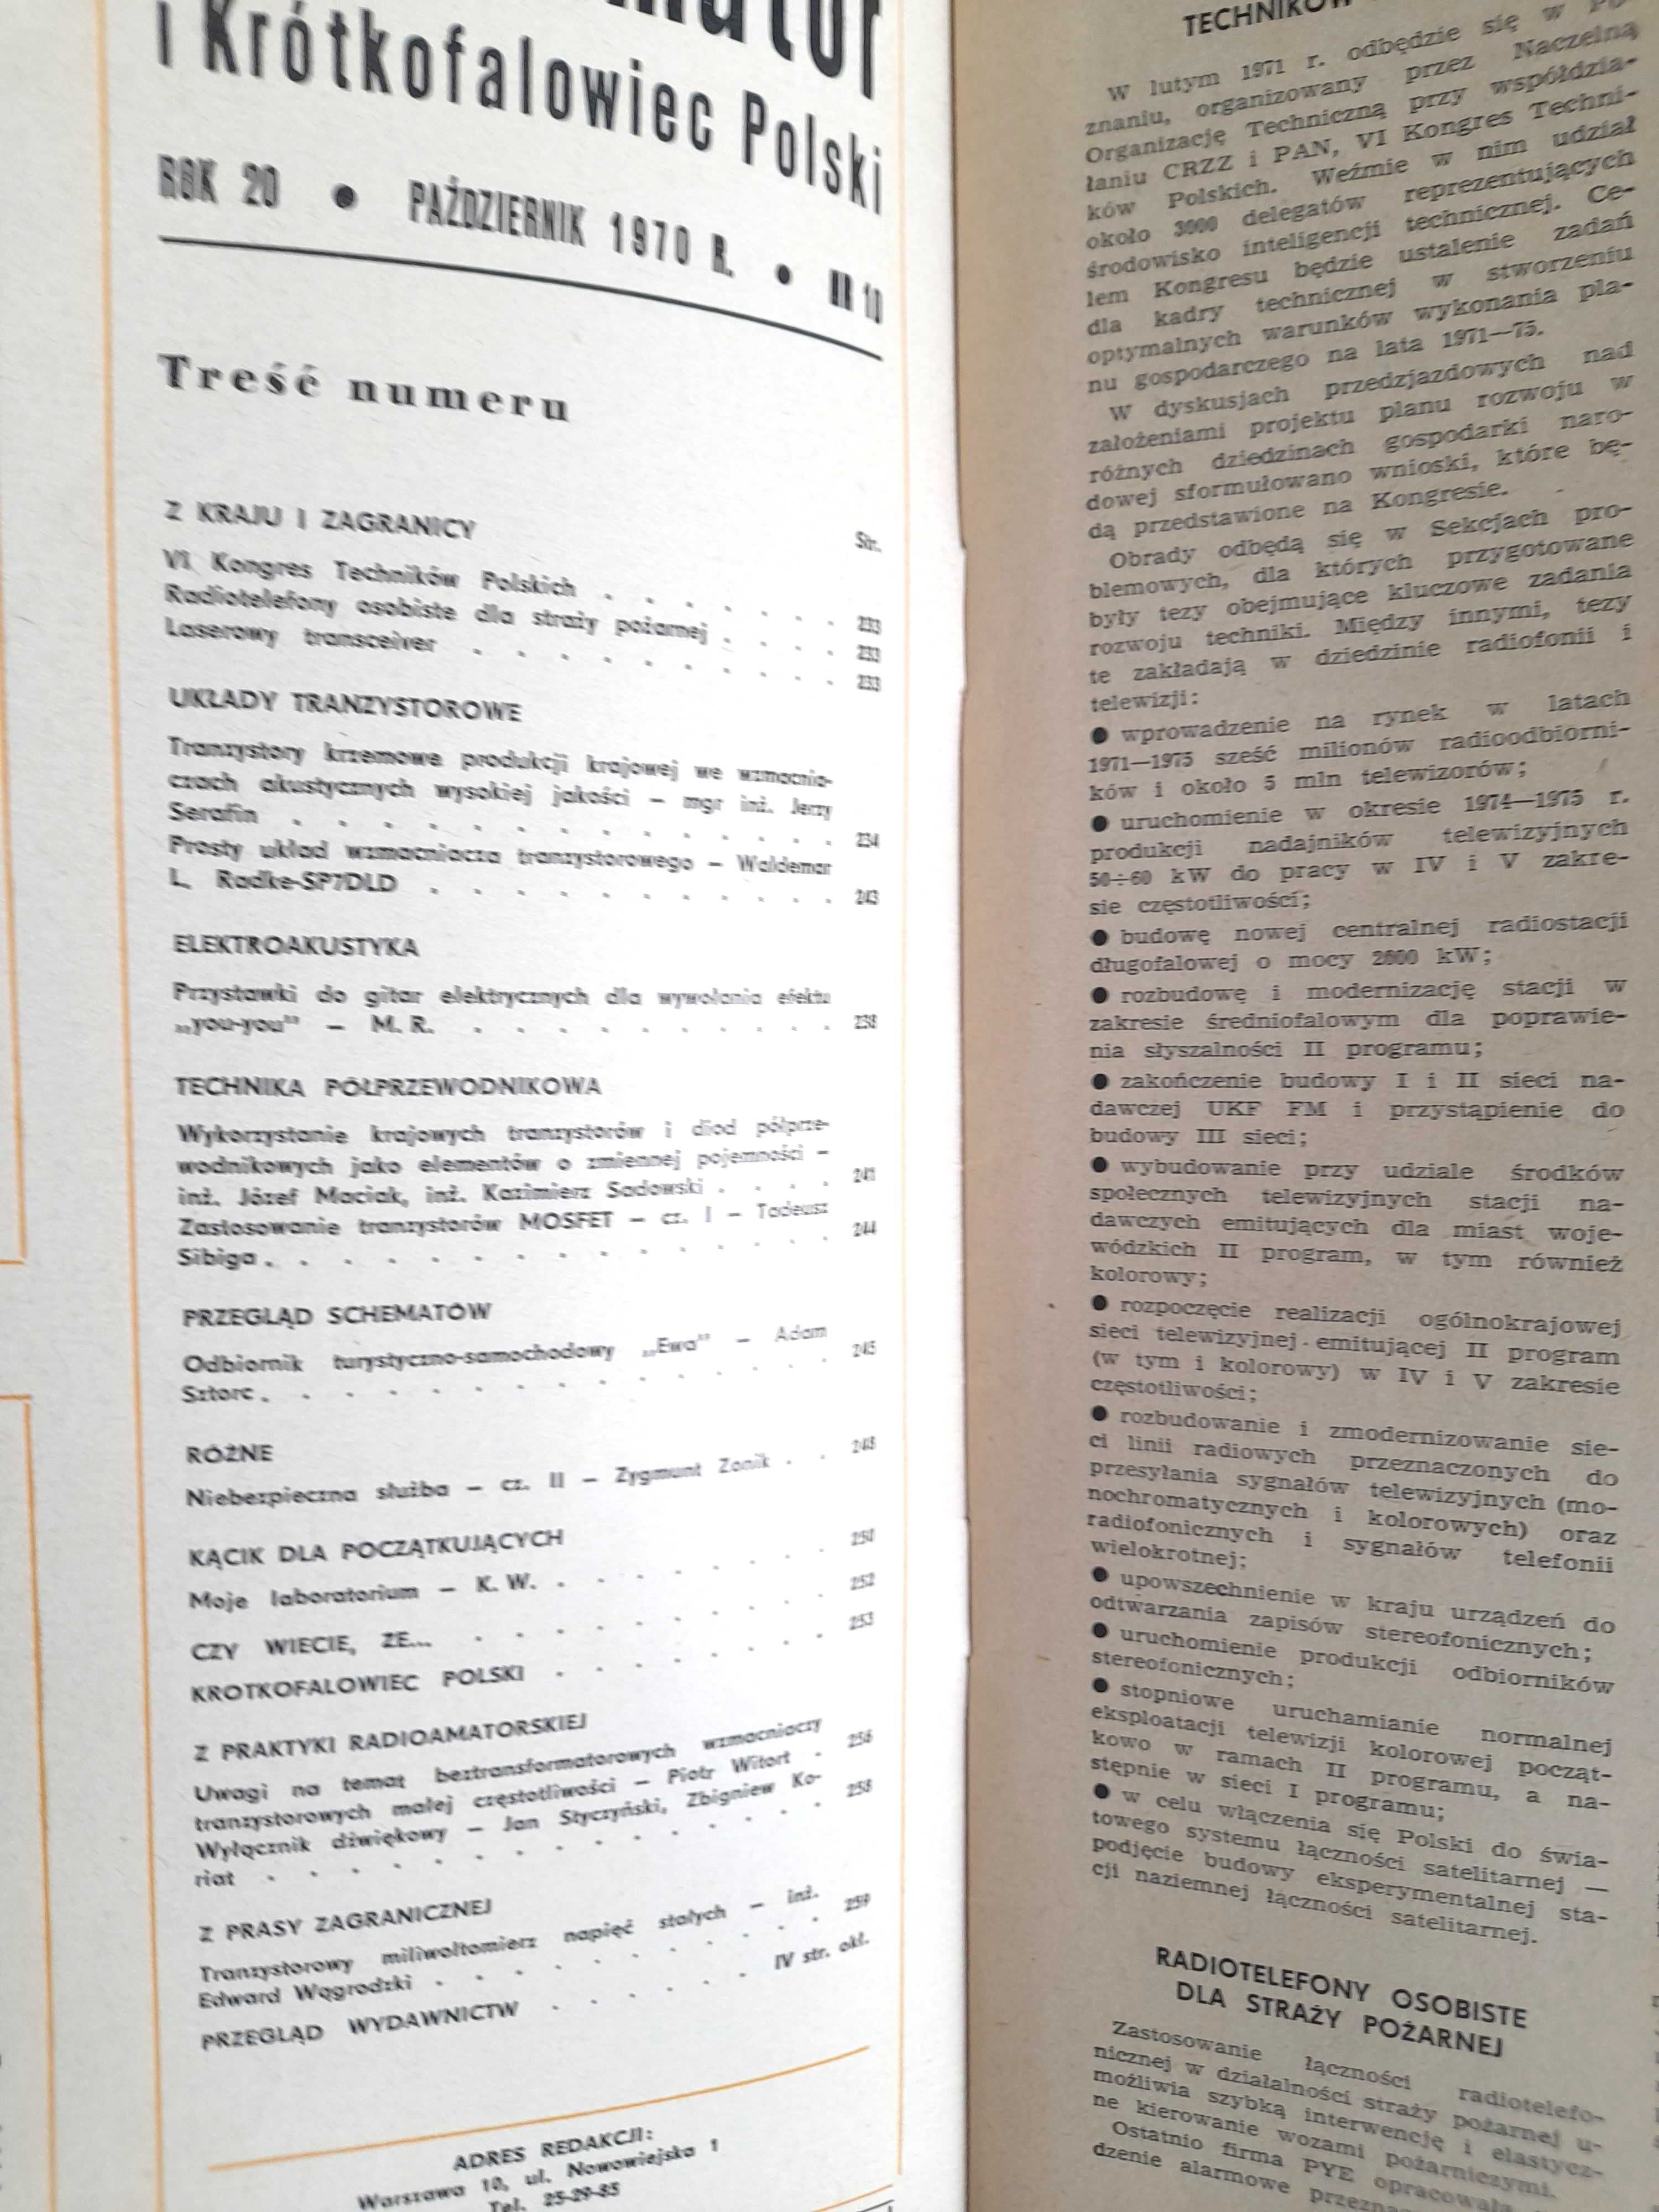 i Krótkofalowiec Polski
ROK 20 ● PAŹDZIERNIK 1970 R. ● NR 10
Treść numeru
Z KRAJU I ZAGRANICY
Str.
VI Kongres Techników Polskich . . . . . . 233
Radiotelefony osobiste dla straży pożarnej . . . . 233
Laserowy transceiver . . . . . . . . . 233
UKŁADY TRANZYSTOROWE
Tranzystory krzemowe produkcji krajowej we wzmacnia-
czach akustycznych wysokiej jakości — mgr inż. Jerzy
Serafin . . . . . . . . . . . . . 234
Prosty układ wzmacniacza tranzystorowego — Waldemar
L. Radke-SP7DLD . . . . . . . . . . 243
ELEKTROAKUSTYKA
Przystawki do gitar elektrycznych dla wywołania efektu
„you-you” — M. R. . . . . . . . . . 238
TECHNIKA PÓŁPRZEWODNIKOWA
Wykorzystanie krajowych tranzystorów i diod półprze-
wodnikowych jako elementów o zmiennej pojemności —
inż. Józef Maciak, inż. Kazimierz Sadowski . . . . 241
Zastosowanie tranzystorów MOSFET — cz. I — Tadeusz
Sibiga . . . . . . . . . . . . . 244
PRZEGLĄD SCHEMATÓW
Odbiornik turystyczno-samochodowy „Ewa” — Adam
Sztorc . . . . . . . . . . . . . 245
RÓŻNE
Niebezpieczna służba — cz. II — Zygmunt Zonik . . 248
KĄCIK DLA POCZĄTKUJĄCYCH
Moje laboratorium — K. W. . . . . . . . 250
CZY WIECIE, ŻE... . . . . . . . . . 252
KROTKOFALOWIEC POLSKI . . . . . . . 253
Z PRAKTYKI RADIOAMATORSKIEJ
Uwagi na temat beztransformatorowych wzmacniaczy
tranzystorowych małej częstotliwości — Piotr Witort . 256
Wyłącznik dźwiękowy — Jan Styczyński, Zbigniew Ko-
riat . . . . . . . . . . . . . . 258
Z PRASY ZAGRANICZNEJ
Tranzystorowy miliwoltomierz napięć stałych — inż.
Edward Wągrodzki . . . . . . . . . . 259
PRZEGLĄD WYDAWNICTW . . . . . IV str. okł.
ADRES REDAKCJI:
Warszawa 10, ul. Nowowiejska 1
Tel. 25-29-85
TECHNIKÓW
W lutym 1971 r. odbędzie się w Po-
znaniu, organizowany przez Naczelną
Organizację Techniczną przy współdzia-
łaniu CRZZ i PAN, VI Kongres Techni-
ków Polskich. Weźmie w nim udział
około 3000 delegatów reprezentujących
środowisko inteligencji technicznej. Ce-
lem Kongresu będzie ustalenie zadań
dla kadry technicznej w stworzeniu
optymalnych warunków wykonania pla-
nu gospodarczego na lata 1971—75.
W dyskusjach przedzjazdowych nad
założeniami projektu planu rozwoju w
różnych dziedzinach gospodarki naro-
dowej sformułowano wnioski, które bę-
dą przedstawione na Kongresie.
Obrady odbędą się w Sekcjach pro-
blemowych, dla których przygotowane
były tezy obejmujące kluczowe zadania
rozwoju techniki. Między innymi, tezy
te zakładają w dziedzinie radiofonii i
telewizji:
● wprowadzenie na rynek w latach
1971—1975 sześć milionów radioodbiorni-
ków i około 5 mln telewizorów;
● uruchomienie w okresie 1974—1975 r.
produkcji nadajników telewizyjnych
50÷60 kW do pracy w IV i V zakre-
sie częstotliwości;
● budowę nowej centralnej radiostacji
długofalowej o mocy 2000 kW;
● rozbudowę i modernizację stacji w
zakresie średniofalowym dla poprawie-
nia słyszalności II programu;
● zakończenie budowy I i II sieci na-
dawczej UKF FM i przystąpienie do
budowy III sieci;
● wybudowanie przy udziale środków
społecznych telewizyjnych stacji na-
dawczych emitujących dla miast woje-
wódzkich II program, w tym również
kolorowy;
● rozpoczęcie realizacji ogólnokrajowej
sieci telewizyjnej emitującej II program
(w tym i kolorowy) w IV i V zakresie
częstotliwości;
● rozbudowanie i zmodernizowanie sie-
ci linii radiowych przeznaczonych do
przesyłania sygnałów telewizyjnych (mo-
nochromatycznych i kolorowych) oraz
radiofonicznych i sygnałów telefonii
wielokrotnej;
● upowszechnienie w kraju urządzeń do
odtwarzania zapisów stereofonicznych;
● uruchomienie produkcji odbiorników
stereofonicznych;
● stopniowe uruchamianie normalnej
eksploatacji telewizji kolorowej począt-
kowo w ramach II programu, a na-
stępnie w sieci I programu;
● w celu włączenia się Polski do świa-
towego systemu łączności satelitarnej —
podjęcie budowy eksperymentalnej sta-
cji naziemnej łączności satelitarnej.
RADIOTELEFONY OSOBISTE
DLA STRAŻY POŻARNEJ
Zastosowanie łączności radiotelefo-
nicznej w działalności straży pożarnej u-
możliwia szybką interwencję i elastycz-
ne kierowanie wozami pożarniczymi.
Ostatnio firma PYE opracowała
dzenie alarmowe